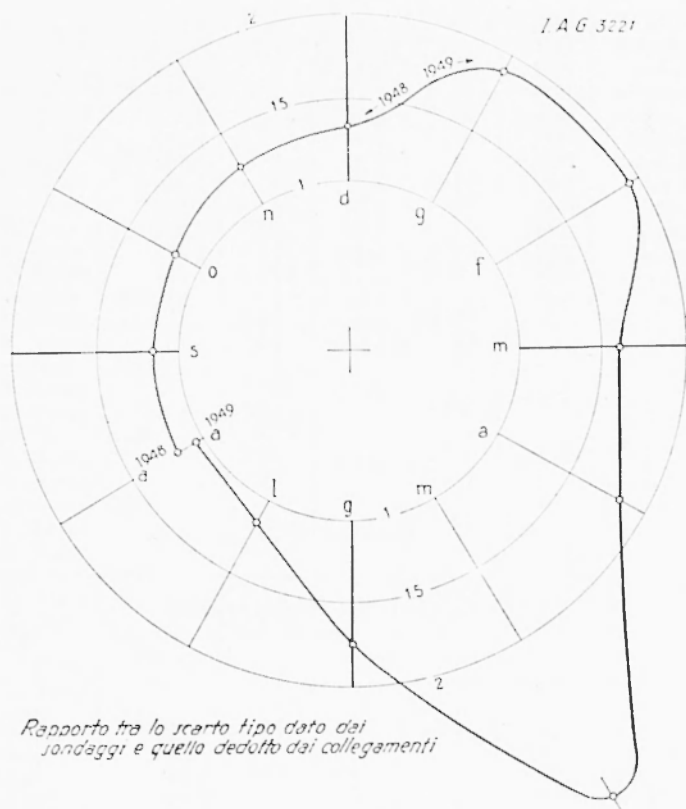 I.A.G 3221
2
← 1948 1949 →
15
1
n
d
g
o
f
s
m
1948
a
1949
a
a
l
g
m
1
15
2
Rapporto tra lo scarto tipo dato dai
sondaggi e quello dedotto dai collegamenti